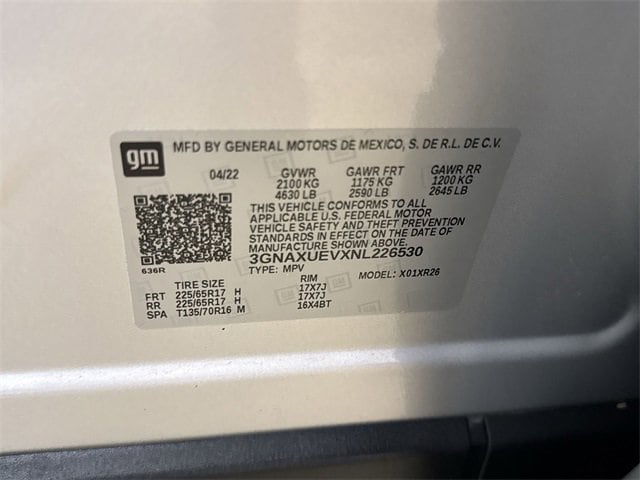 gm
MFD BY GENERAL MOTORS DE MEXICO, S. DE R.L. DE C.V.
04/22 GVWR GAWR FRT GAWR RR
2100 KG 1175 KG 1200 KG
4630 LB 2590 LB 2645 LB
THIS VEHICLE CONFORMS TO ALL
APPLICABLE U.S. FEDERAL MOTOR
VEHICLE SAFETY AND THEFT PREVENTION
STANDARDS IN EFFECT ON THE DATE OF
MANUFACTURE SHOWN ABOVE.
3GNAXUEVXNL226530
636R TYPE: MPV MODEL: X01XR26
TIRE SIZE RIM
FRT 225/65R17 H 17X7J
RR 225/65R17 H 17X7J
SPA T135/70R16 M 16X4BT